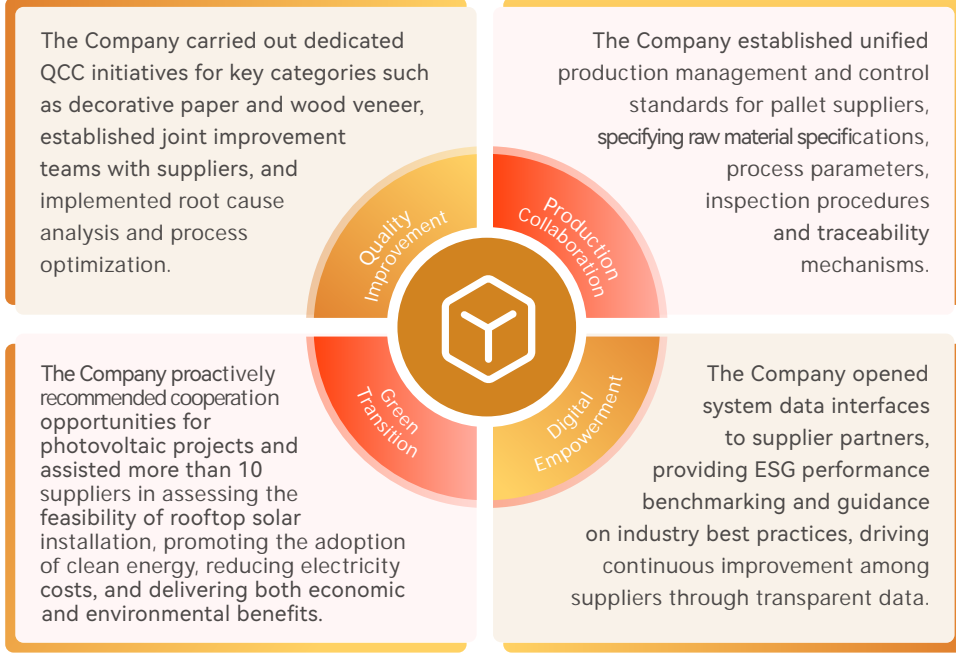 The Company carried out dedicated
QCC initiatives for key categories such
as decorative paper and wood veneer,
established joint improvement
teams with suppliers, and
implemented root cause
analysis and process
optimization.
Quality
Improvement
The Company established unified
production management and control
standards for pallet suppliers,
specifying raw material specifications,
process parameters,
inspection procedures
and traceability
mechanisms.
Production
Collaboration
The Company proactively
recommended cooperation
opportunities for
photovoltaic projects and
assisted more than 10
suppliers in assessing the
feasibility of rooftop solar
installation, promoting the adoption
of clean energy, reducing electricity
costs, and delivering both economic
and environmental benefits.
Green
Transition
The Company opened
system data interfaces
to supplier partners,
providing ESG performance
benchmarking and guidance
on industry best practices, driving
continuous improvement among
suppliers through transparent data.
Digital
Empowerment